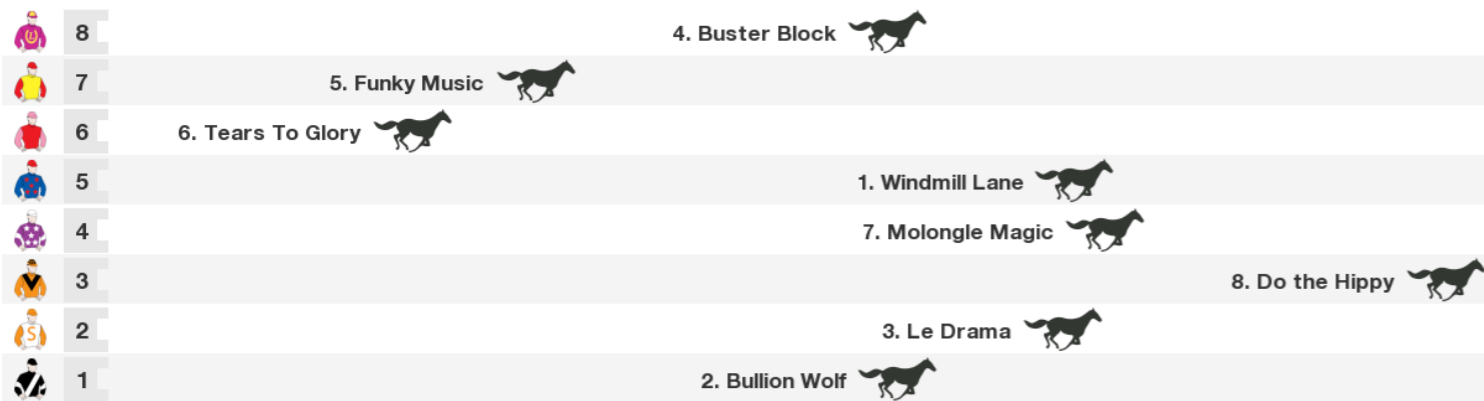 8 4. Buster Block
7 5. Funky Music
6 6. Tears To Glory
5 1. Windmill Lane
4 7. Molongle Magic
3 8. Do the Hippy
S
2 3. Le Drama
1 2. Bullion Wolf